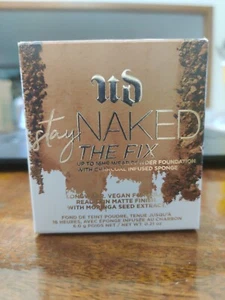 UD
stay NAKED
THE FIX
UP TO 16HR WEAR POWDER FOUNDATION
WITH CHARCOAL INFUSED SPONGE
VEGAN
REAL SKIN MATTE FINISH
WITH MORINGA SEED EXTRACT
FOND DE TEINT POUDRE, TENUE JUSQU'À
16 HEURES, AVEC ÉPONGE INFUSÉE AU CHARBON
6.0 g POIDS NET / NET WT. 0.21 oz